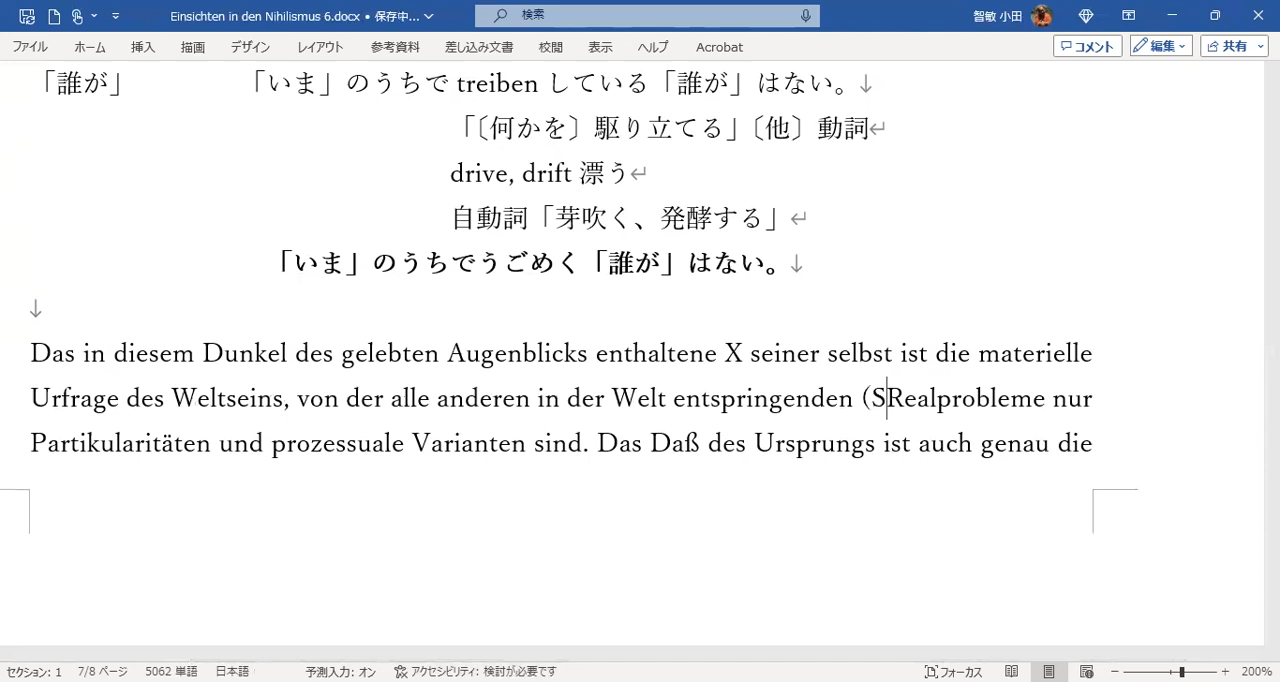 Einsichten in den Nihilismus 6.docx • 保存中...
検索
智敏 小田
ファイル ホーム 挿入 描画 デザイン レイアウト 参考資料 差し込み文書 校閲 表示 ヘルプ Acrobat
コメント 編集 共有
「誰が」 「いま」のうちで treiben している「誰が」はない。↓
「〔何かを〕駆り立てる」〔他〕動詞↵
drive, drift 漂う↵
自動詞「芽吹く、発酵する」↵
「いま」のうちでうごめく「誰が」はない。↓
↓
Das in diesem Dunkel des gelebten Augenblicks enthaltene X seiner selbst ist die materielle
Urfrage des Weltseins, von der alle anderen in der Welt entspringenden (SRealprobleme nur
Partikularitäten und prozessuale Varianten sind. Das Daß des Ursprungs ist auch genau die
セクション: 1 7/8 ページ 5062 単語 日本語 予測入力: オン アクセシビリティ: 検討が必要です フォーカス 200%